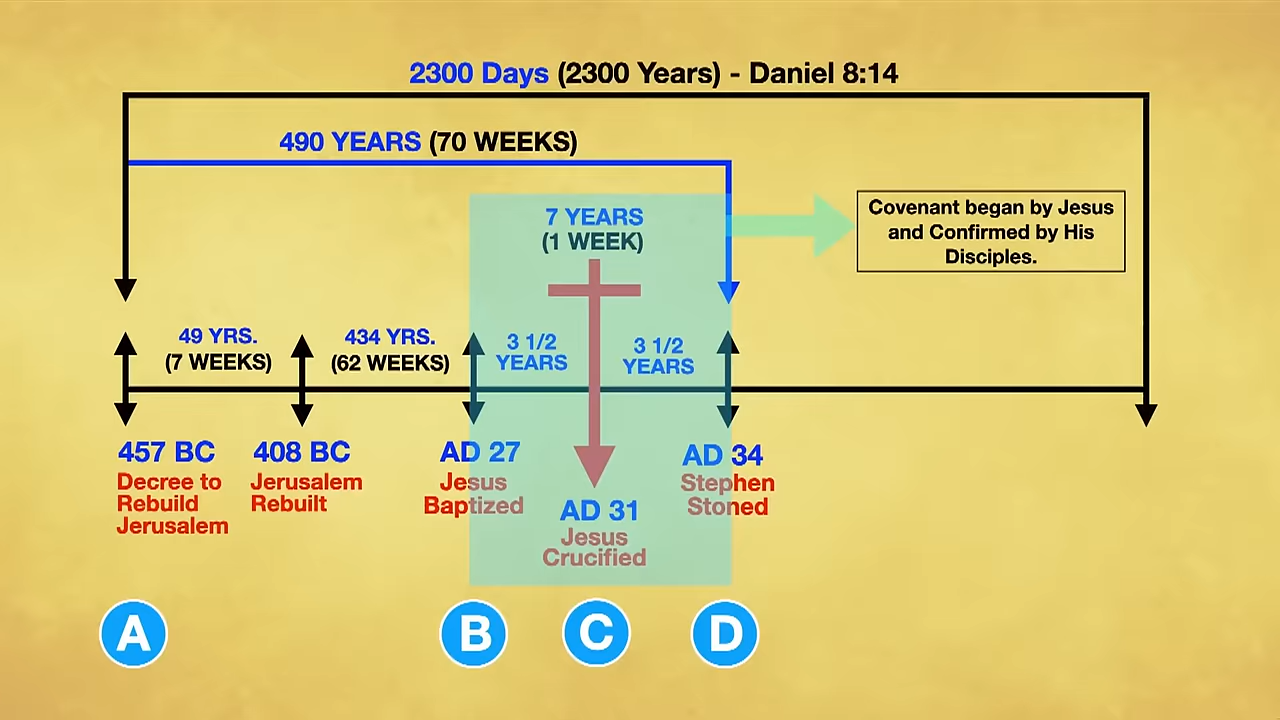 2300 Days (2300 Years) - Daniel 8:14
490 YEARS (70 WEEKS)
7 YEARS
(1 WEEK)
Covenant began by Jesus
and Confirmed by His
Disciples.
49 YRS.
(7 WEEKS)
434 YRS.
(62 WEEKS)
3 1/2
YEARS
3 1/2
YEARS
457 BC
Decree to
Rebuild
Jerusalem
408 BC
Jerusalem
Rebuilt
AD 27
Jesus
Baptized
AD 31
Jesus
Crucified
AD 34
Stephen
Stoned
A
B
C
D